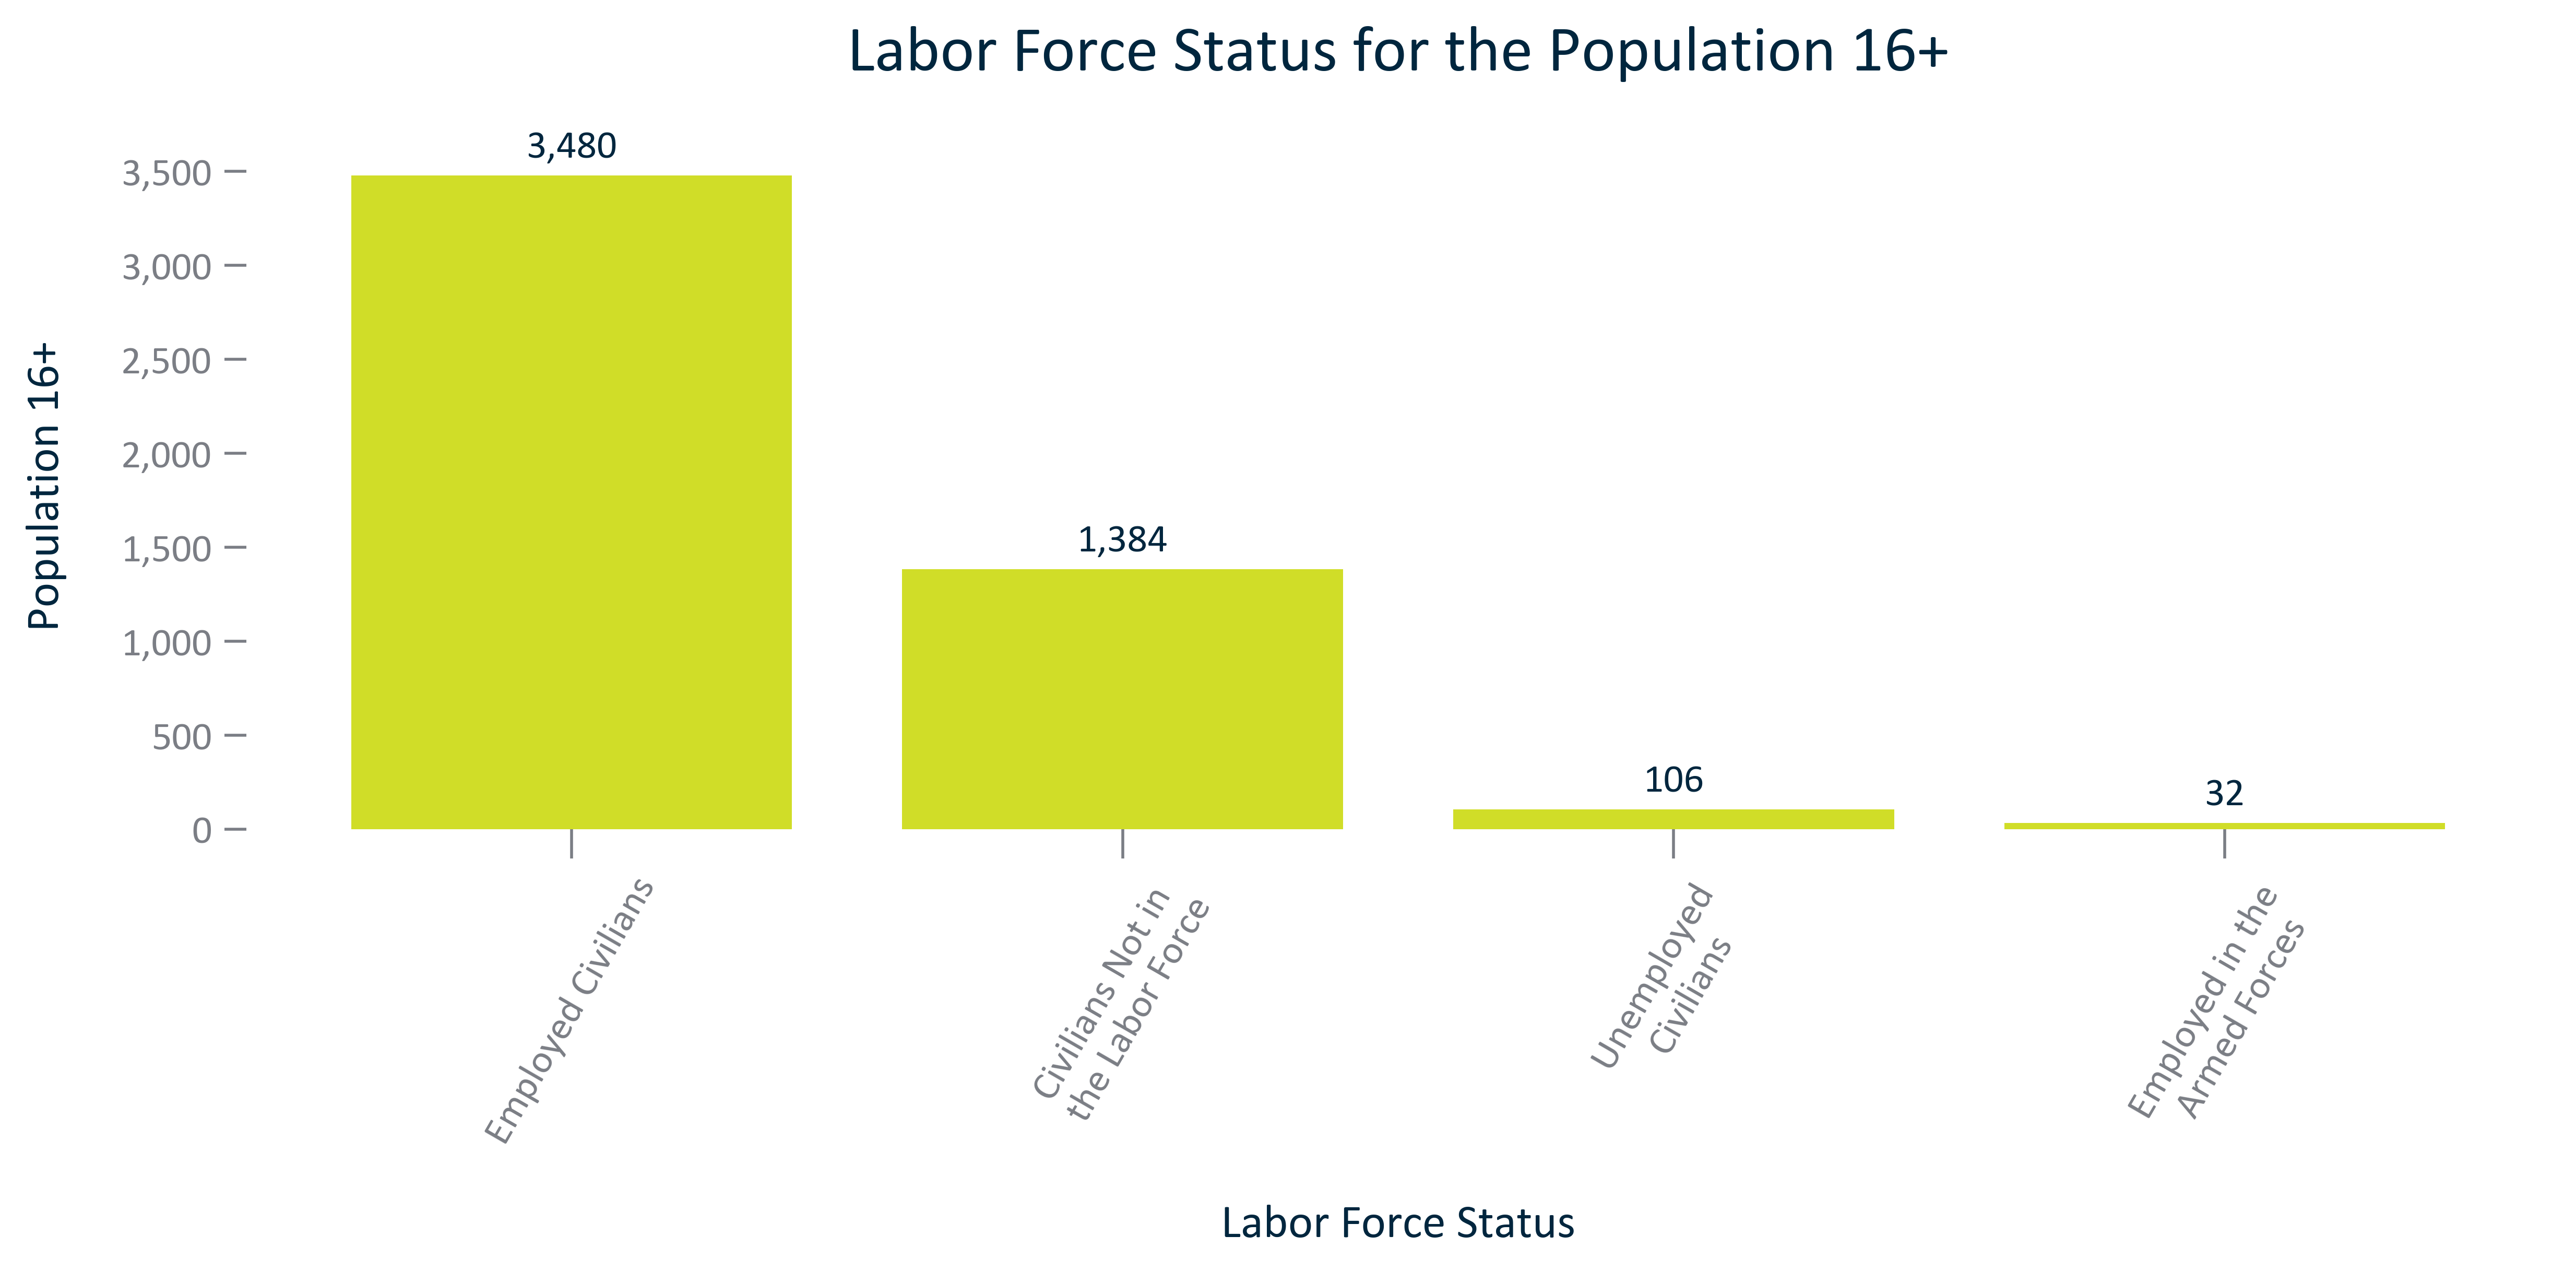 Labor Force Status for the Population 16+
Population 16+
3,500
3,000
2,500
2,000
1,500
1,000
500
0
3,480
1,384
106
32
Employed Civilians
Civilians Not in
the Labor Force
Unemployed
Civilians
Employed in the
Armed Forces
Labor Force Status